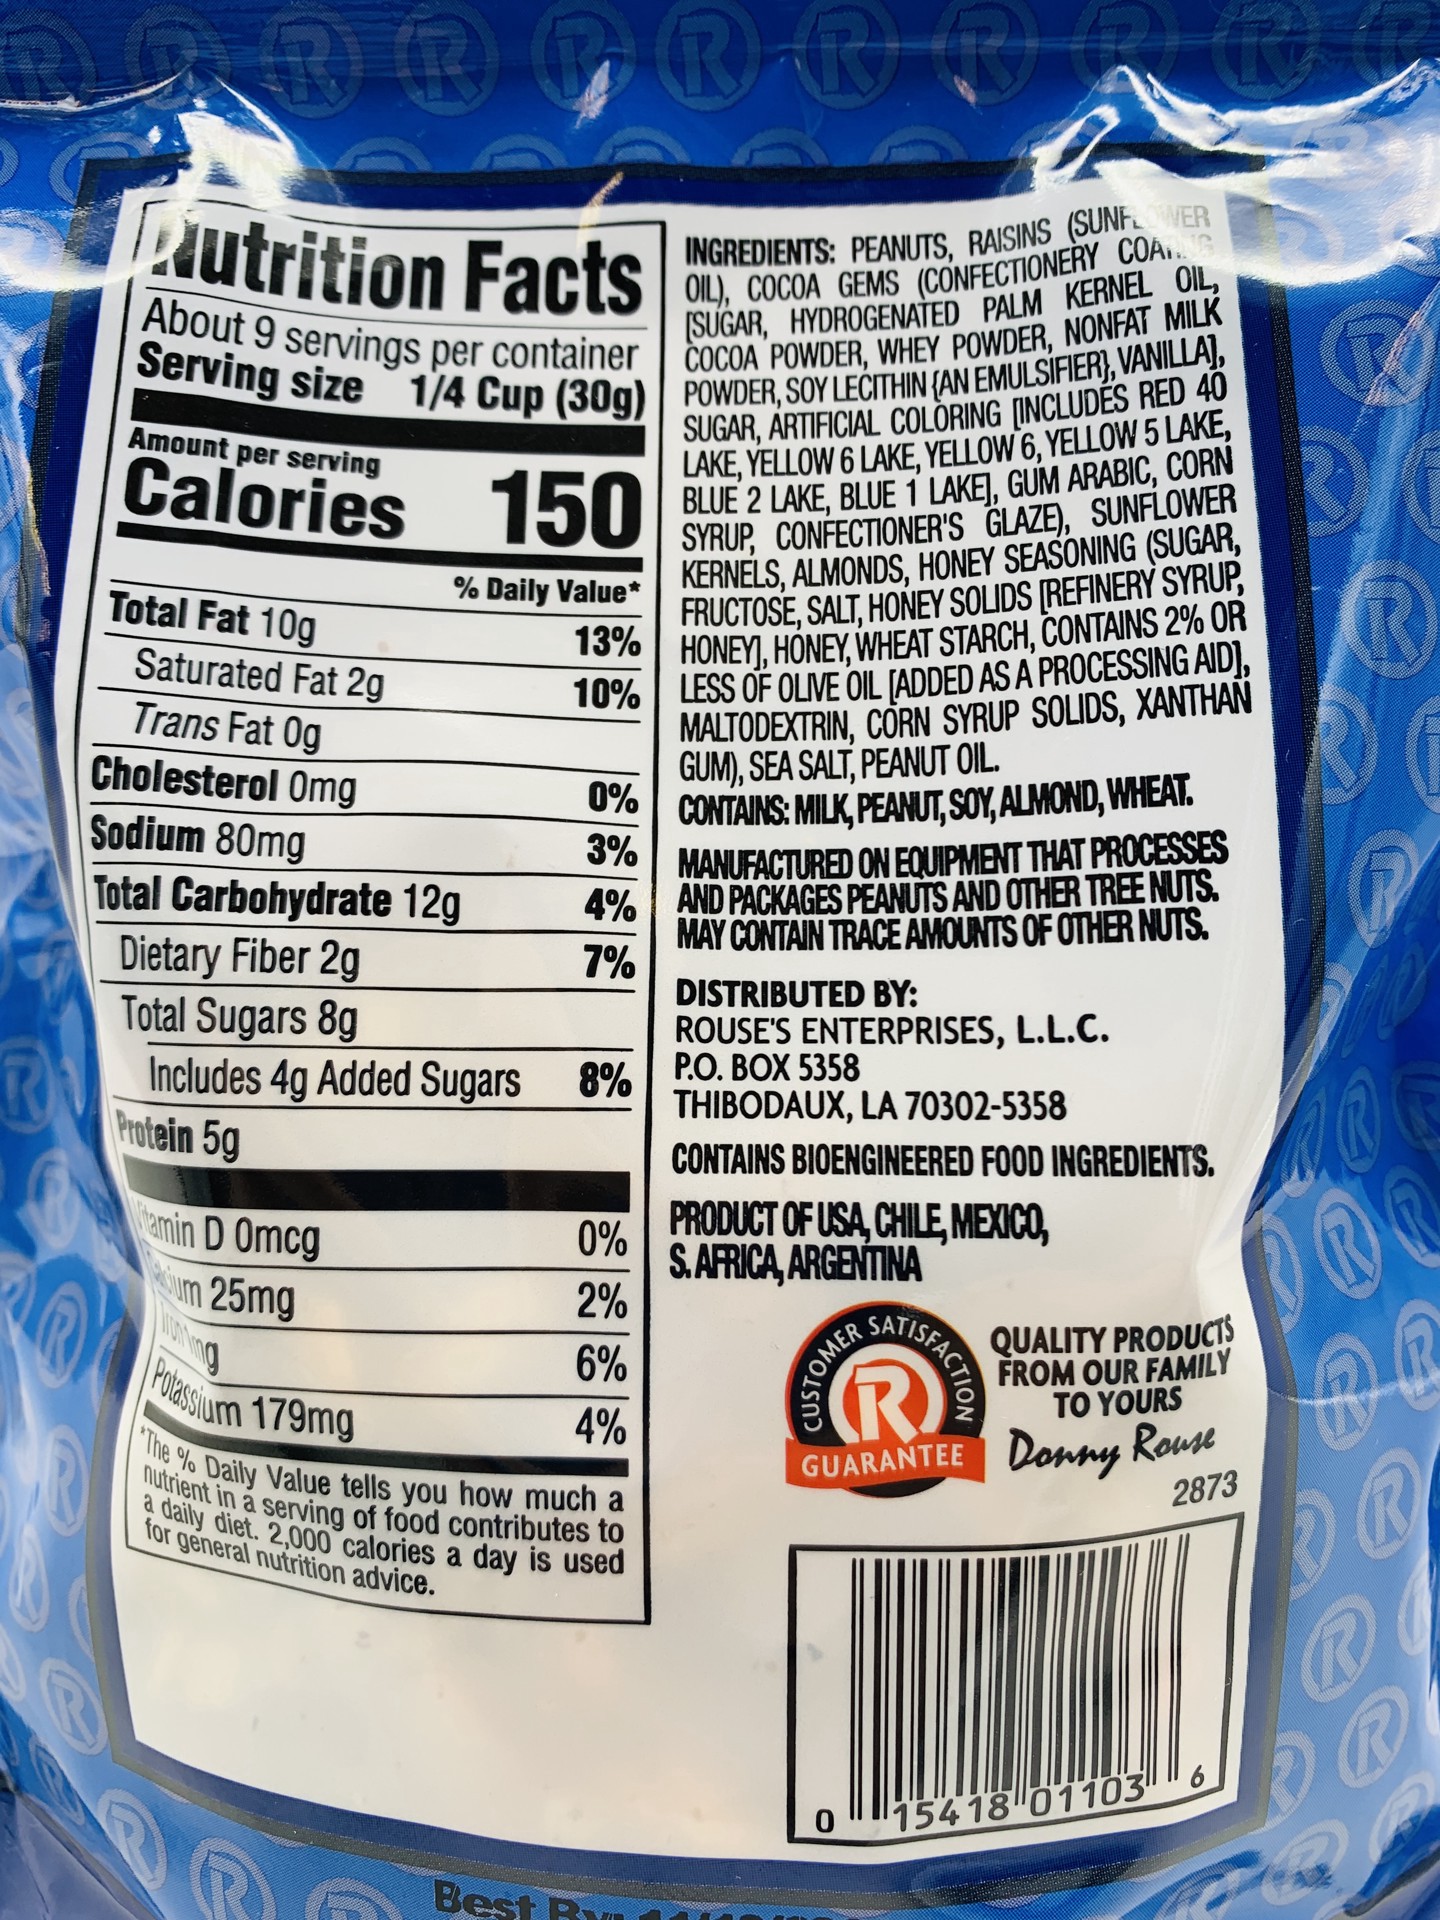 Nutrition Facts
About 9 servings per container
Serving size 1/4 Cup (30g)
Amount per serving
Calories 150
% Daily Value*
Total Fat 10g 13%
Saturated Fat 2g 10%
Trans Fat 0g
Cholesterol 0mg 0%
Sodium 80mg 3%
Total Carbohydrate 12g 4%
Dietary Fiber 2g 7%
Total Sugars 8g
Includes 4g Added Sugars 8%
Protein 5g
Vitamin D 0mcg 0%
Calcium 25mg 2%
Iron 1mg 6%
Potassium 179mg 4%
*The % Daily Value tells you how much a
nutrient in a serving of food contributes to
a daily diet. 2,000 calories a day is used
for general nutrition advice.
INGREDIENTS: PEANUTS, RAISINS (SUNFLOWER
OIL), COCOA GEMS (CONFECTIONERY COATING
[SUGAR, HYDROGENATED PALM KERNEL OIL,
COCOA POWDER, WHEY POWDER, NONFAT MILK
POWDER, SOY LECITHIN {AN EMULSIFIER}, VANILLA],
SUGAR, ARTIFICIAL COLORING [INCLUDES RED 40
LAKE, YELLOW 6 LAKE, YELLOW 6, YELLOW 5 LAKE,
BLUE 2 LAKE, BLUE 1 LAKE], GUM ARABIC, CORN
SYRUP, CONFECTIONER'S GLAZE), SUNFLOWER
KERNELS, ALMONDS, HONEY SEASONING (SUGAR,
FRUCTOSE, SALT, HONEY SOLIDS [REFINERY SYRUP,
HONEY], HONEY, WHEAT STARCH, CONTAINS 2% OR
LESS OF OLIVE OIL [ADDED AS A PROCESSING AID],
MALTODEXTRIN, CORN SYRUP SOLIDS, XANTHAN
GUM), SEA SALT, PEANUT OIL.
CONTAINS: MILK, PEANUT, SOY, ALMOND, WHEAT.
MANUFACTURED ON EQUIPMENT THAT PROCESSES
AND PACKAGES PEANUTS AND OTHER TREE NUTS.
MAY CONTAIN TRACE AMOUNTS OF OTHER NUTS.
DISTRIBUTED BY:
ROUSE'S ENTERPRISES, L.L.C.
P.O. BOX 5358
THIBODAUX, LA 70302-5358
CONTAINS BIOENGINEERED FOOD INGREDIENTS.
PRODUCT OF USA, CHILE, MEXICO,
S. AFRICA, ARGENTINA
CUSTOMER SATISFACTION
R
GUARANTEE
QUALITY PRODUCTS
FROM OUR FAMILY
TO YOURS
Donny Rouse
2873
0 15418 01103 6
Best By: